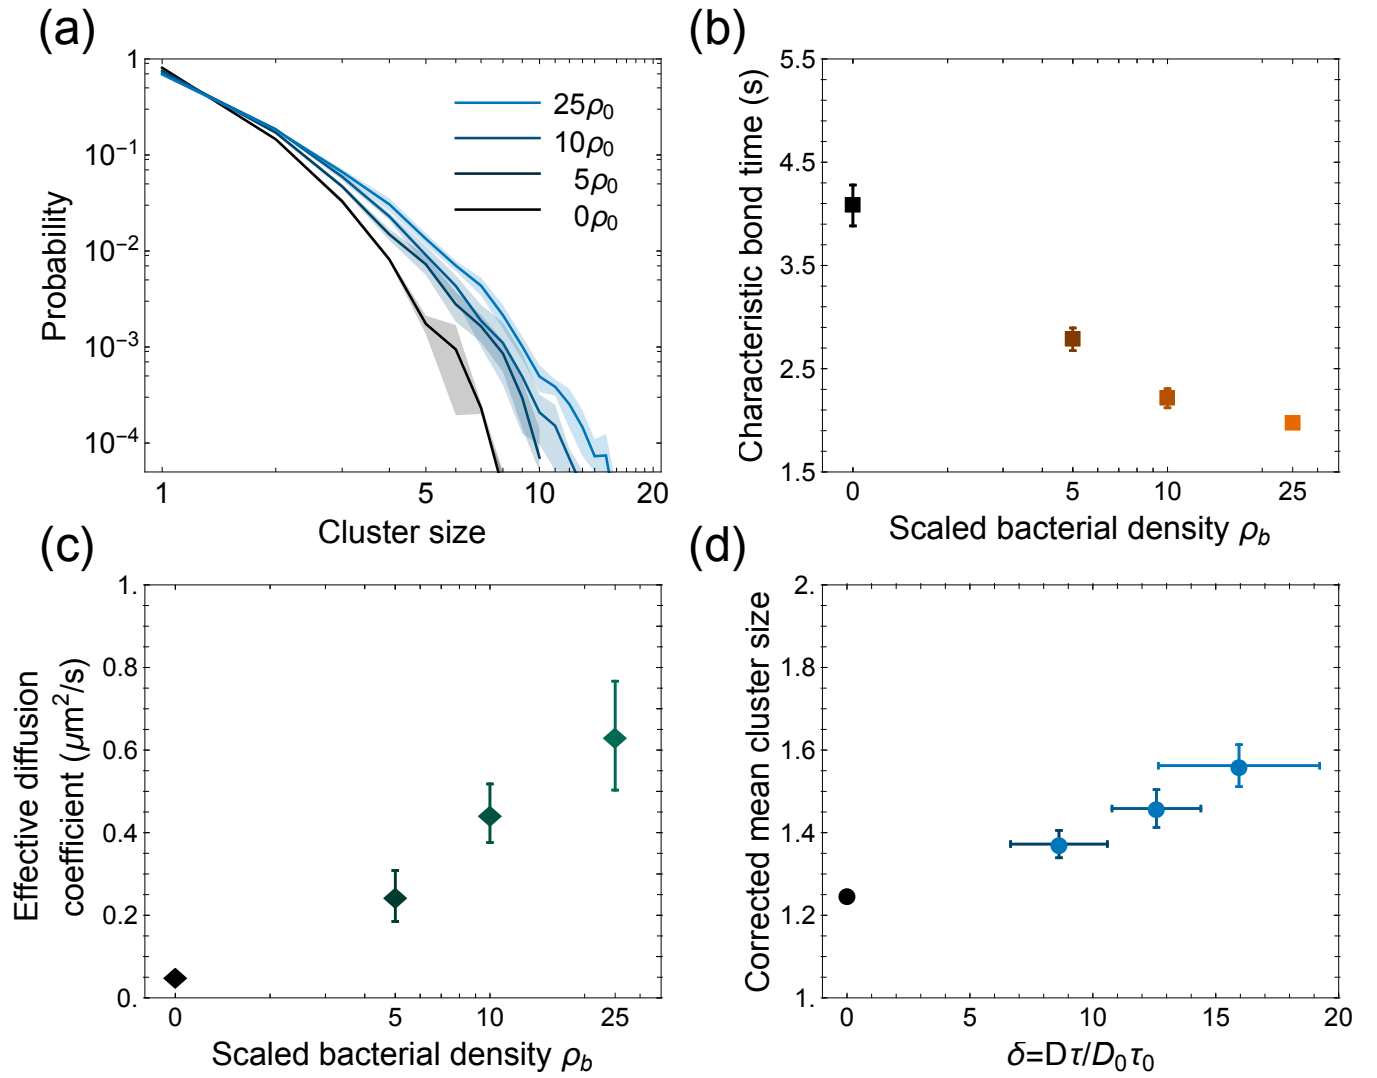 (a)
Probability
1
10⁻¹
10⁻²
10⁻³
10⁻⁴
25ρ₀
10ρ₀
5ρ₀
0ρ₀
1
5
10
20
Cluster size
(b)
Characteristic bond time (s)
5.5
4.5
3.5
2.5
1.5
0
5
10
25
Scaled bacterial density ρ_b
(c)
Effective diffusion
coefficient (μm²/s)
1.
0.8
0.6
0.4
0.2
0.
0
5
10
25
Scaled bacterial density ρ_b
(d)
Corrected mean cluster size
2.
1.8
1.6
1.4
1.2
1.
0
5
10
15
20
δ=Dτ/D₀τ₀